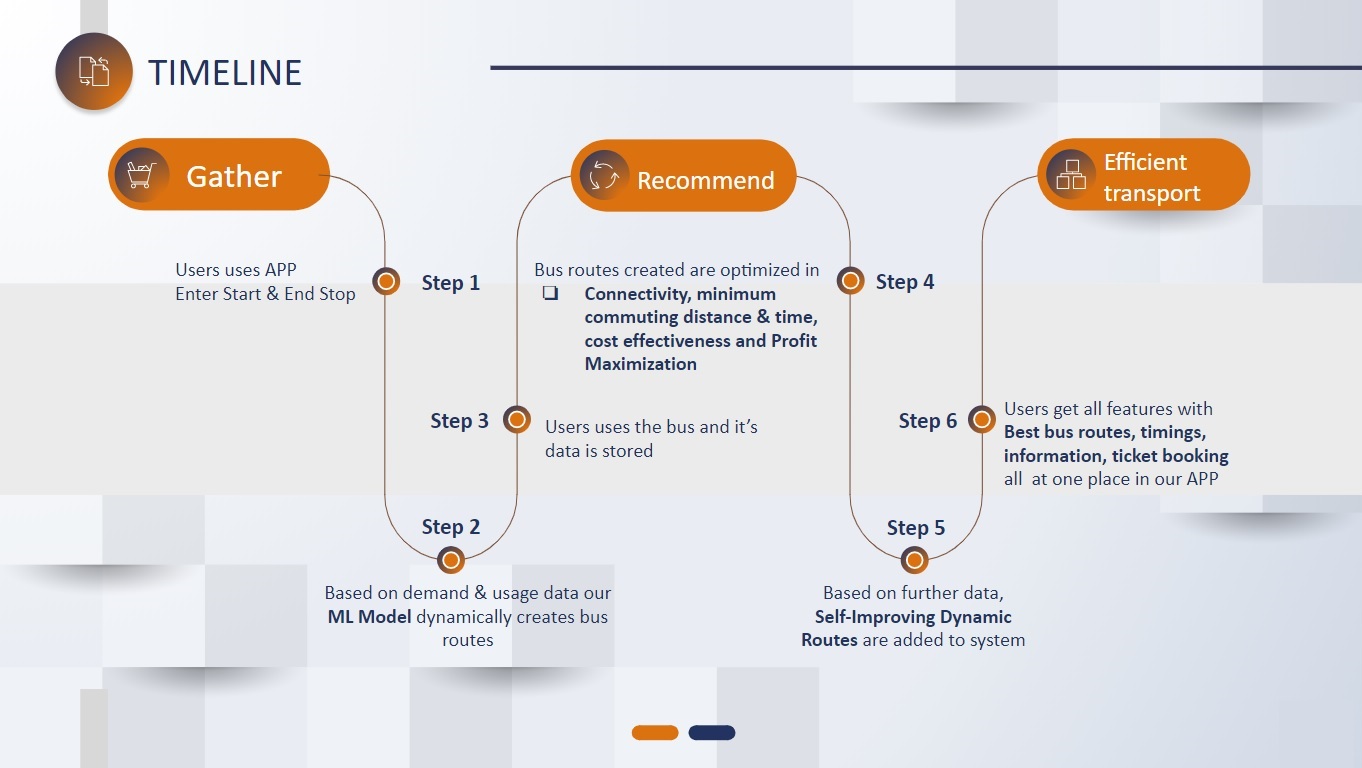 TIMELINE
Gather
Recommend
Efficient
transport
Users uses APP
Enter Start & End Stop
Step 1
Step 2
Based on demand & usage data our
ML Model dynamically creates bus
routes
Step 3
Users uses the bus and it’s
data is stored
Bus routes created are optimized in
❑ Connectivity, minimum
commuting distance & time,
cost effectiveness and Profit
Maximization
Step 4
Step 5
Based on further data,
Self-Improving Dynamic
Routes are added to system
Step 6
Users get all features with
Best bus routes, timings,
information, ticket booking
all at one place in our APP